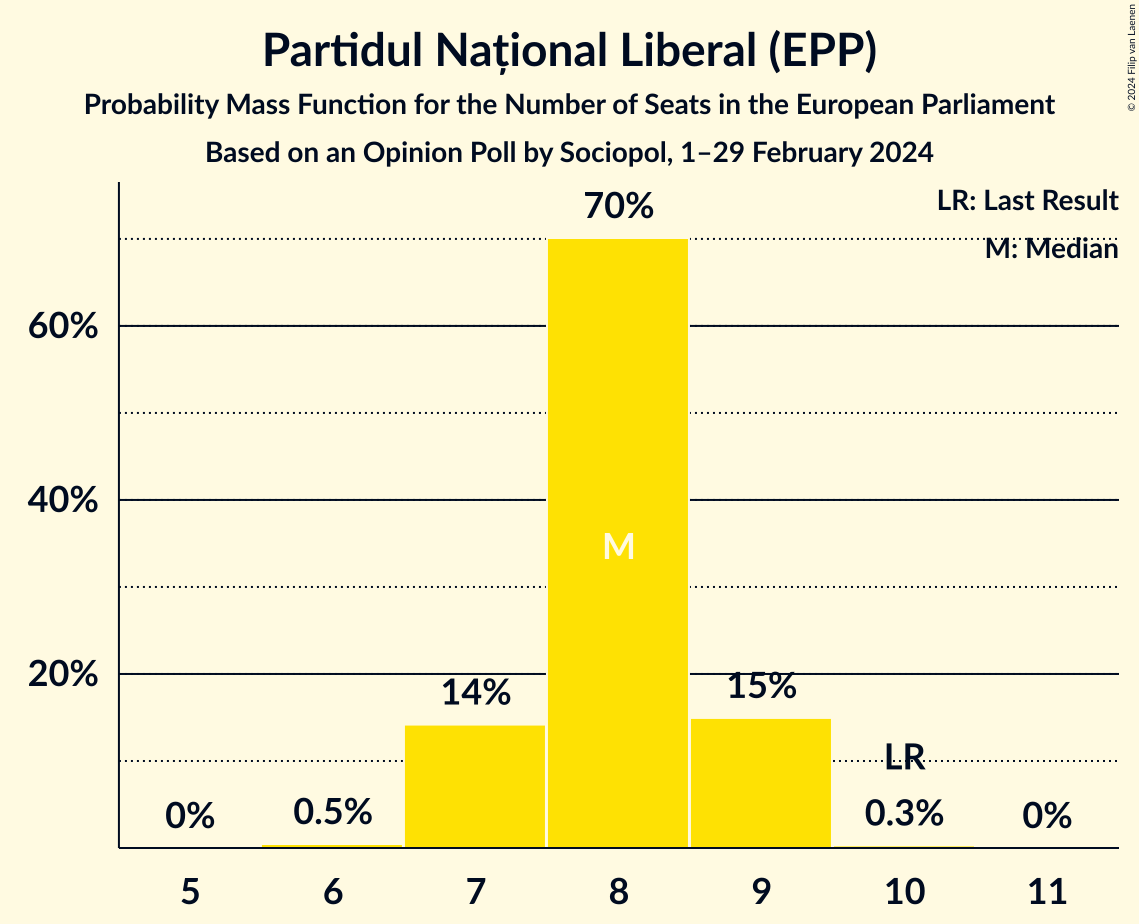 Partidul Național Liberal (EPP)
Probability Mass Function for the Number of Seats in the European Parliament
Based on an Opinion Poll by Sociopol, 1–29 February 2024
© 2024 Filip van Laenen
LR: Last Result
M: Median
70%
60%
40%
20%
M
0%
0.5%
14%
15%
LR
0.3%
0%
5 6 7 8 9 10 11